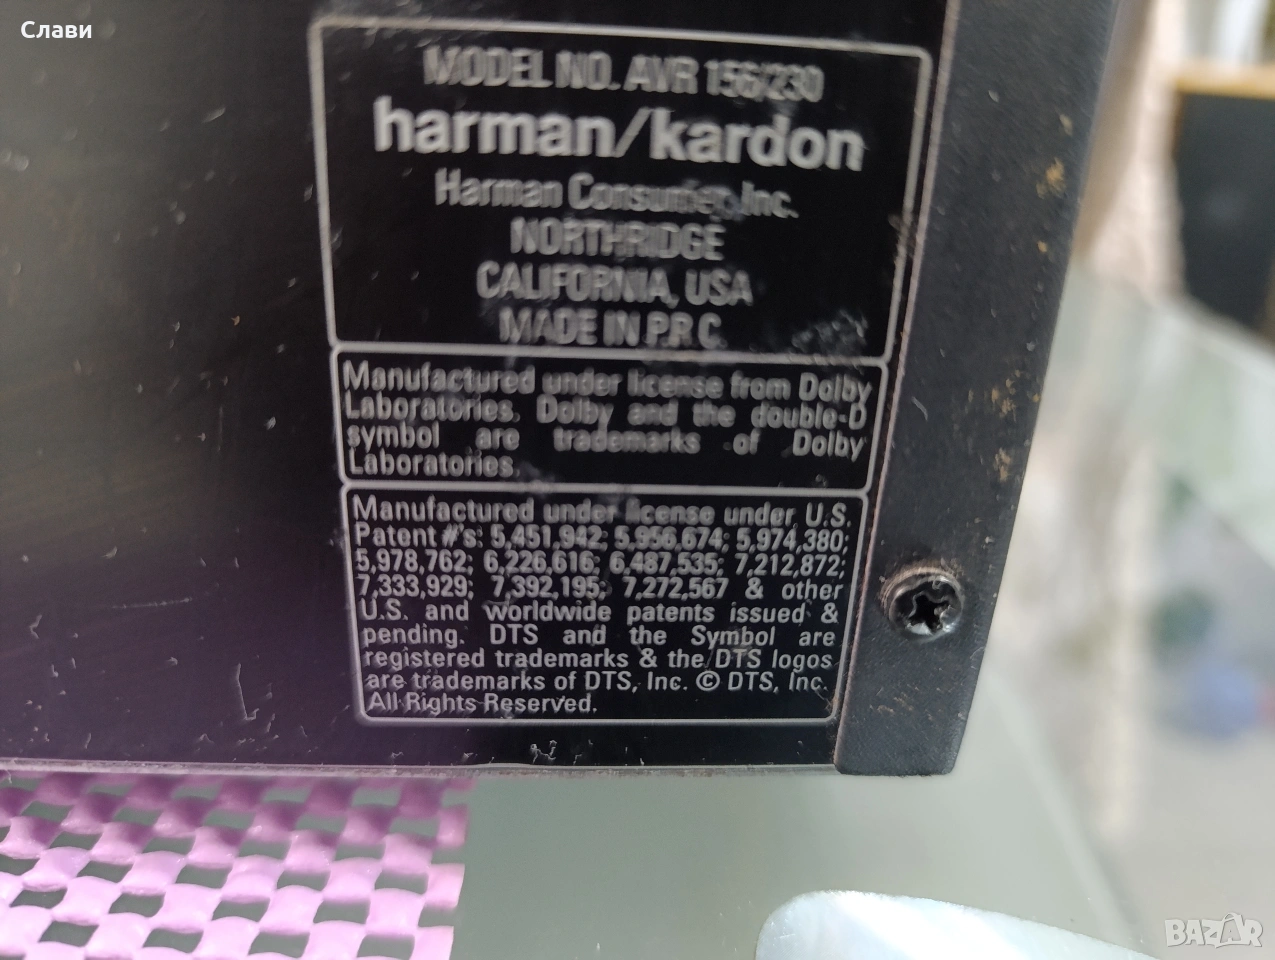 Слави
MODEL NO. AVR 156/230
harman/kardon
Harman Consumer, Inc.
NORTHRIDGE
CALIFORNIA, USA
MADE IN P.R.C.
Manufactured under license from Dolby
Laboratories. Dolby and the double-D
symbol are trademarks of Dolby
Laboratories.
Manufactured under license under U.S.
Patent #'s: 5,451,942; 5,956,674; 5,974,380;
5,978,762; 6,226,616; 6,487,535; 7,212,872;
7,333,929; 7,392,195; 7,272,567 & other
U.S. and worldwide patents issued &
pending. DTS and the Symbol are
registered trademarks & the DTS logos
are trademarks of DTS, Inc. © DTS, Inc.
All Rights Reserved.
BAZAR